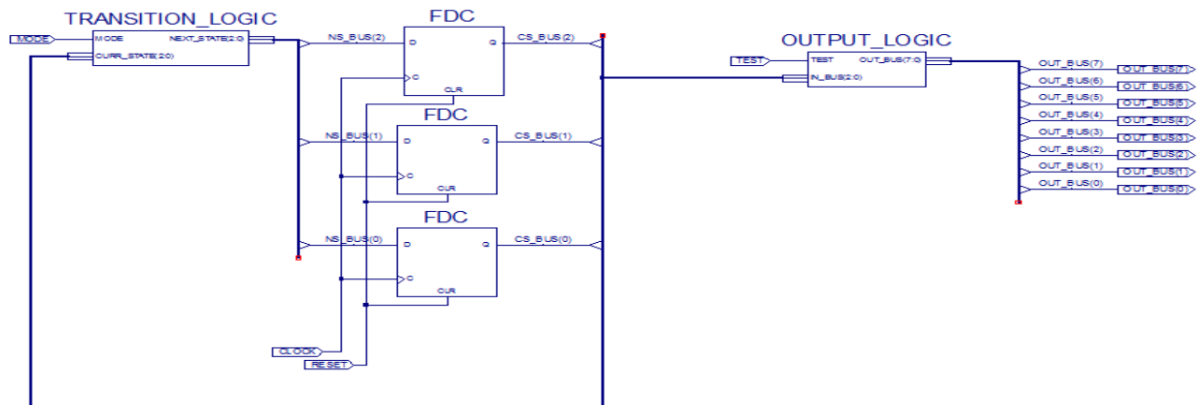 TRANSITION_LOGIC
MODE
MODE
NEXT_STATE(2:0)
CURR_STATE(2:0)
NS_BUS(2)
FDC
D
Q
C
CLR
CS_BUS(2)
NS_BUS(1)
FDC
D
Q
C
CLR
CS_BUS(1)
NS_BUS(0)
FDC
D
Q
C
CLR
CS_BUS(0)
CLOCK
RESET
OUTPUT_LOGIC
TEST
TEST
OUT_BUS(7:0)
IN_BUS(2:0)
OUT_BUS(7)
OUT_BUS(7)
OUT_BUS(6)
OUT_BUS(6)
OUT_BUS(5)
OUT_BUS(5)
OUT_BUS(4)
OUT_BUS(4)
OUT_BUS(3)
OUT_BUS(3)
OUT_BUS(2)
OUT_BUS(2)
OUT_BUS(1)
OUT_BUS(1)
OUT_BUS(0)
OUT_BUS(0)